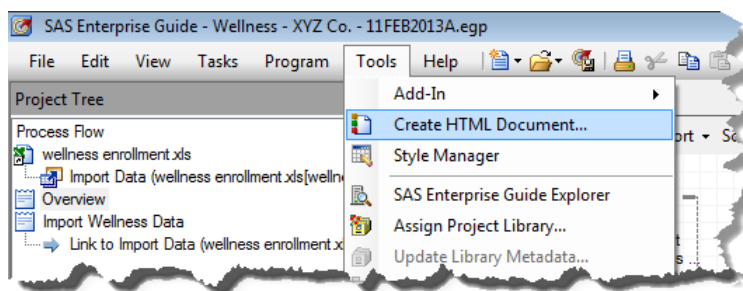 SAS Enterprise Guide - Wellness - XYZ Co. - 11FEB2013A.egp
File Edit View Tasks Program Tools Help
Project Tree
Process Flow
wellness enrollment.xls
Import Data (wellness enrollment.xls[wellne
Overview
Import Wellness Data
Link to Import Data (wellness enrollment.x
Add-In
Create HTML Document...
Style Manager
SAS Enterprise Guide Explorer
Assign Project Library...
Update Library Metadata...
ort